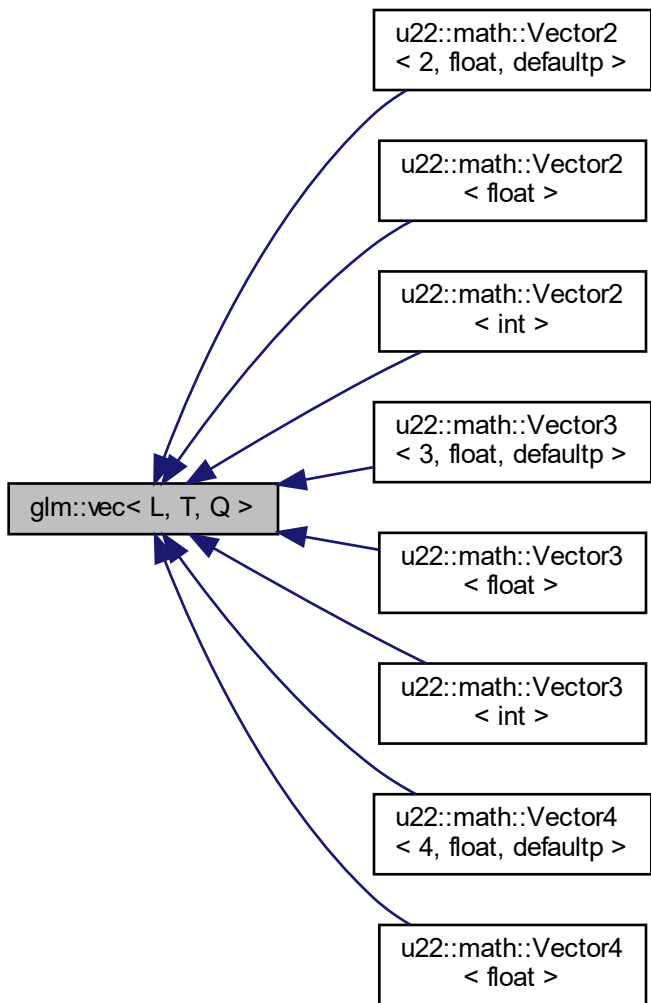 u22::math::Vector2
< 2, float, defaultp >
u22::math::Vector2
< float >
u22::math::Vector2
< int >
u22::math::Vector3
< 3, float, defaultp >
glm::vec< L, T, Q >
u22::math::Vector3
< float >
u22::math::Vector3
< int >
u22::math::Vector4
< 4, float, defaultp >
u22::math::Vector4
< float >